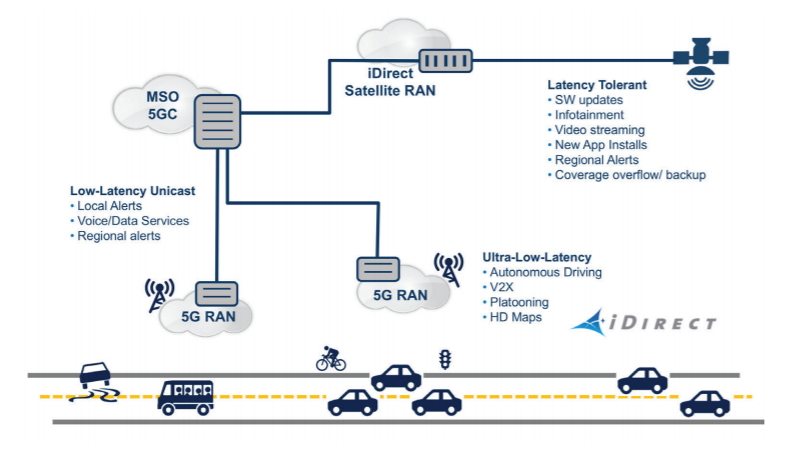 iDirect
Satellite RAN
MSO
5GC
Latency Tolerant
• SW updates
• Infotainment
• Video streaming
• New App Installs
• Regional Alerts
• Coverage overflow/ backup
Low-Latency Unicast
• Local Alerts
• Voice/Data Services
• Regional alerts
5G RAN
5G RAN
Ultra-Low-Latency
• Autonomous Driving
• V2X
• Platooning
• HD Maps
iDIRECT